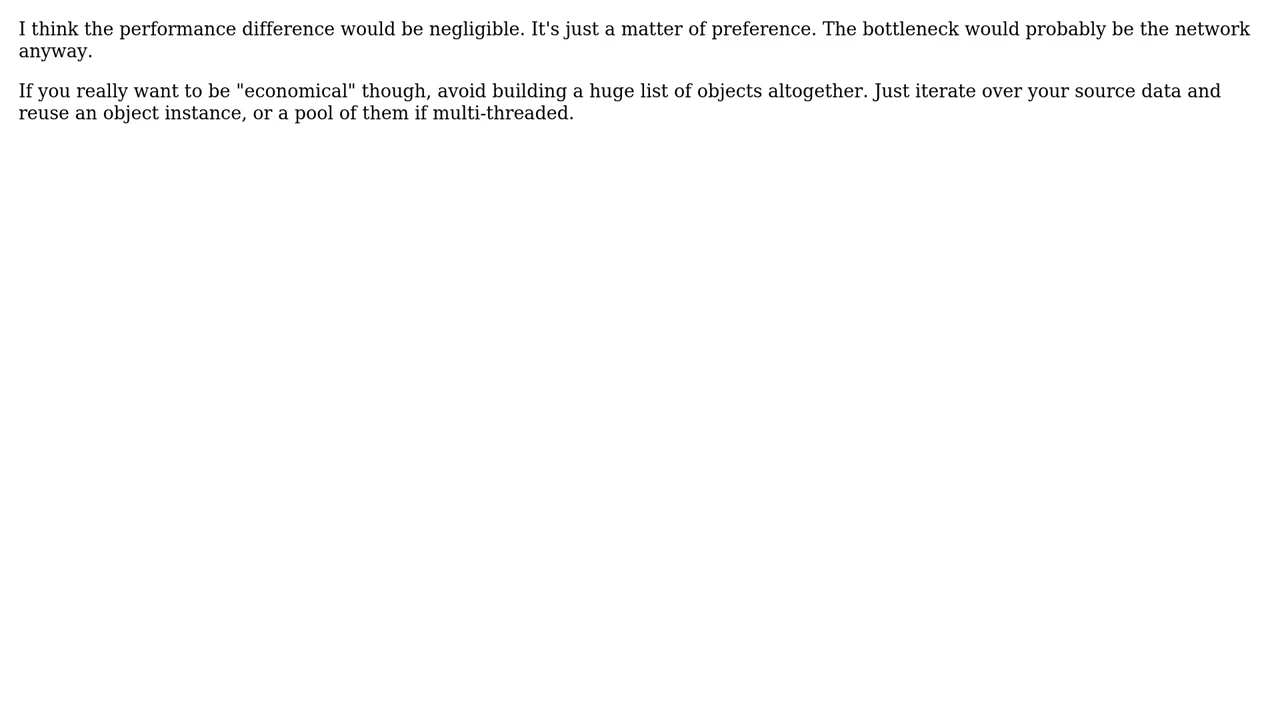 I think the performance difference would be negligible. It's just a matter of preference. The bottleneck would probably be the network
anyway.
If you really want to be "economical" though, avoid building a huge list of objects altogether. Just iterate over your source data and
reuse an object instance, or a pool of them if multi-threaded.